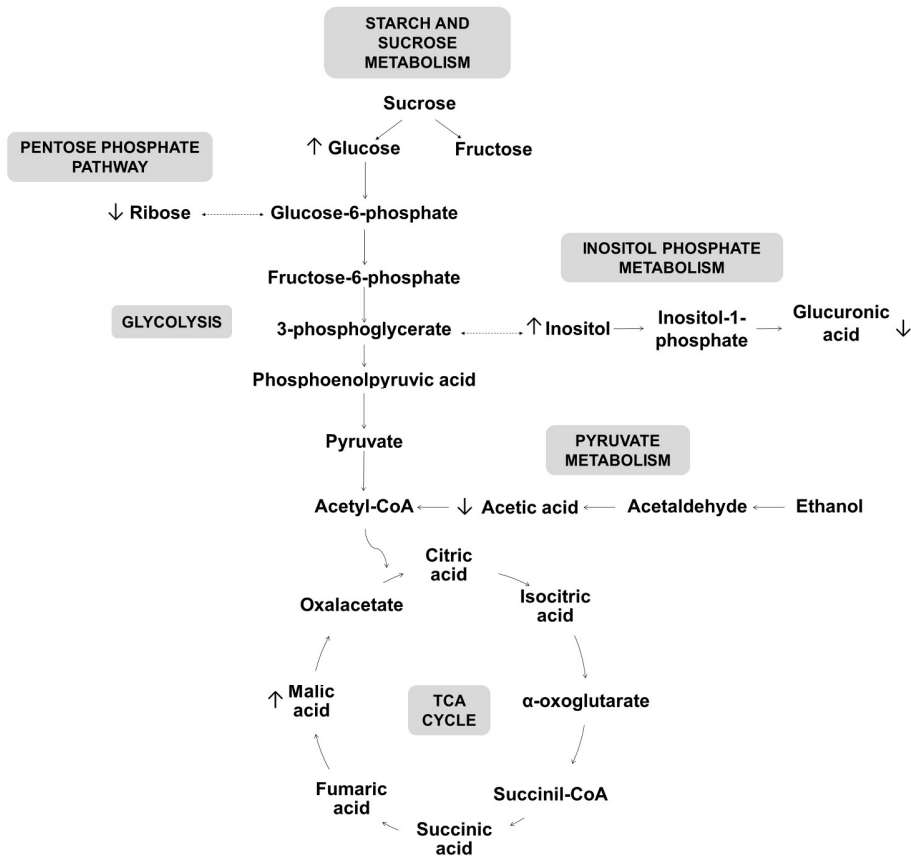 STARCH AND
SUCROSE
METABOLISM
Sucrose
↑ Glucose
Fructose
PENTOSE PHOSPHATE
PATHWAY
↓ Ribose
Glucose-6-phosphate
INOSITOL PHOSPHATE
METABOLISM
Fructose-6-phosphate
GLYCOLYSIS
3-phosphoglycerate
↑ Inositol
Inositol-1-
phosphate
Glucuronic
acid ↓
Phosphoenolpyruvic acid
Pyruvate
PYRUVATE
METABOLISM
Acetyl-CoA
↓ Acetic acid
Acetaldehyde
Ethanol
Citric
acid
Oxalacetate
Isocitric
acid
↑ Malic
acid
TCA
CYCLE
α-oxoglutarate
Fumaric
acid
Succinil-CoA
Succinic
acid